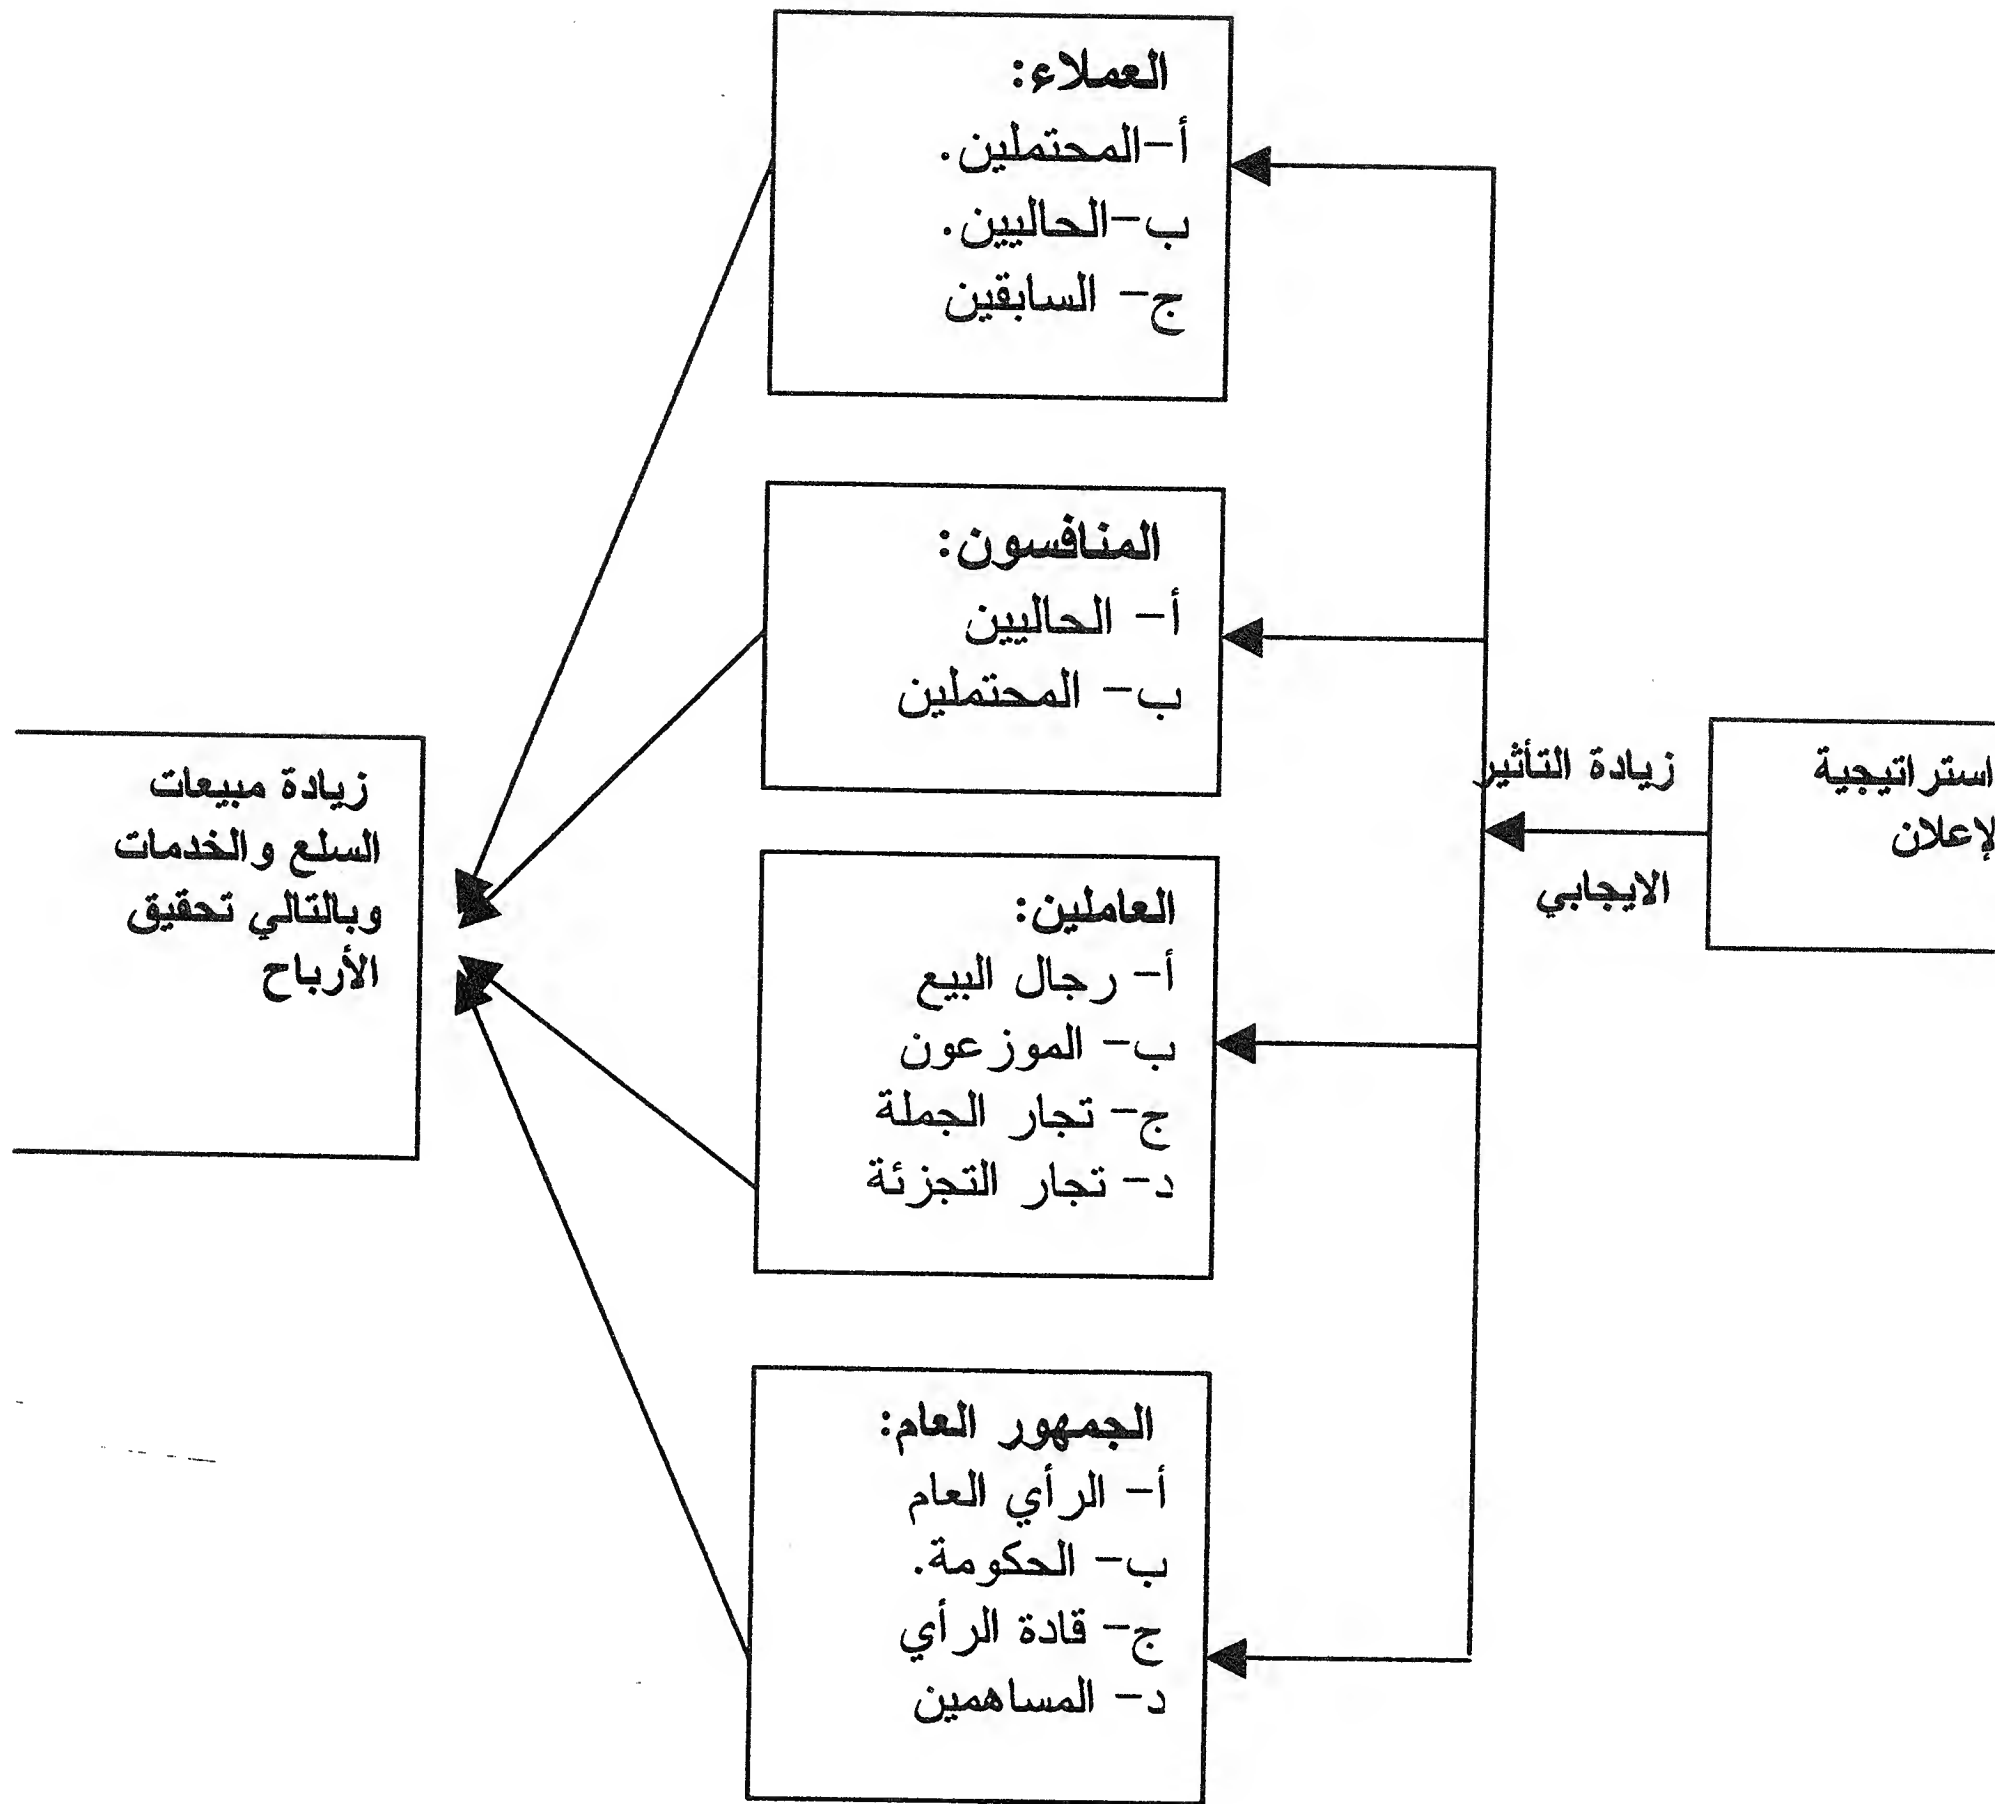 استراتيجية
لإعلان
زيادة التأثير
الايجابي
العملاء:
أ-المحتملين.
ب-الحاليين.
ج- السابقين
المنافسون:
أ- الحاليين
ب- المحتملين
العاملين:
أ- رجال البيع
ب- الموزعون
ج- تجار الجملة
د- تجار التجزئة
الجمهور العام:
أ- الرأي العام
ب- الحكومة.
ج- قادة الرأي
د- المساهمين
زيادة مبيعات
السلع والخدمات
وبالتالي تحقيق
الأرباح